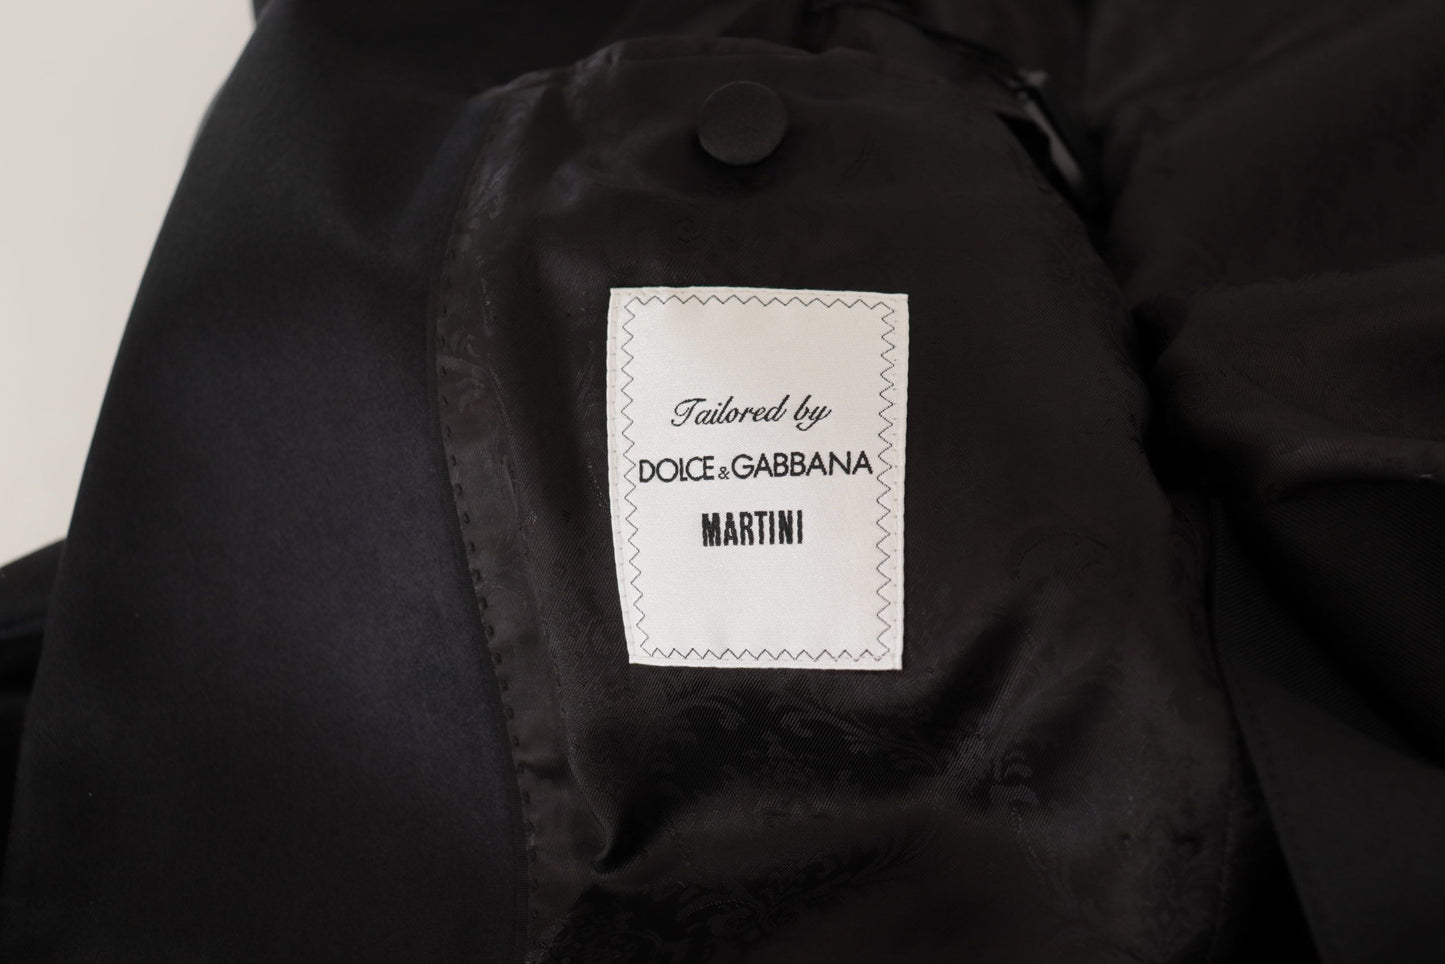 Tailored by
DOLCE & GABBANA
MARTINI